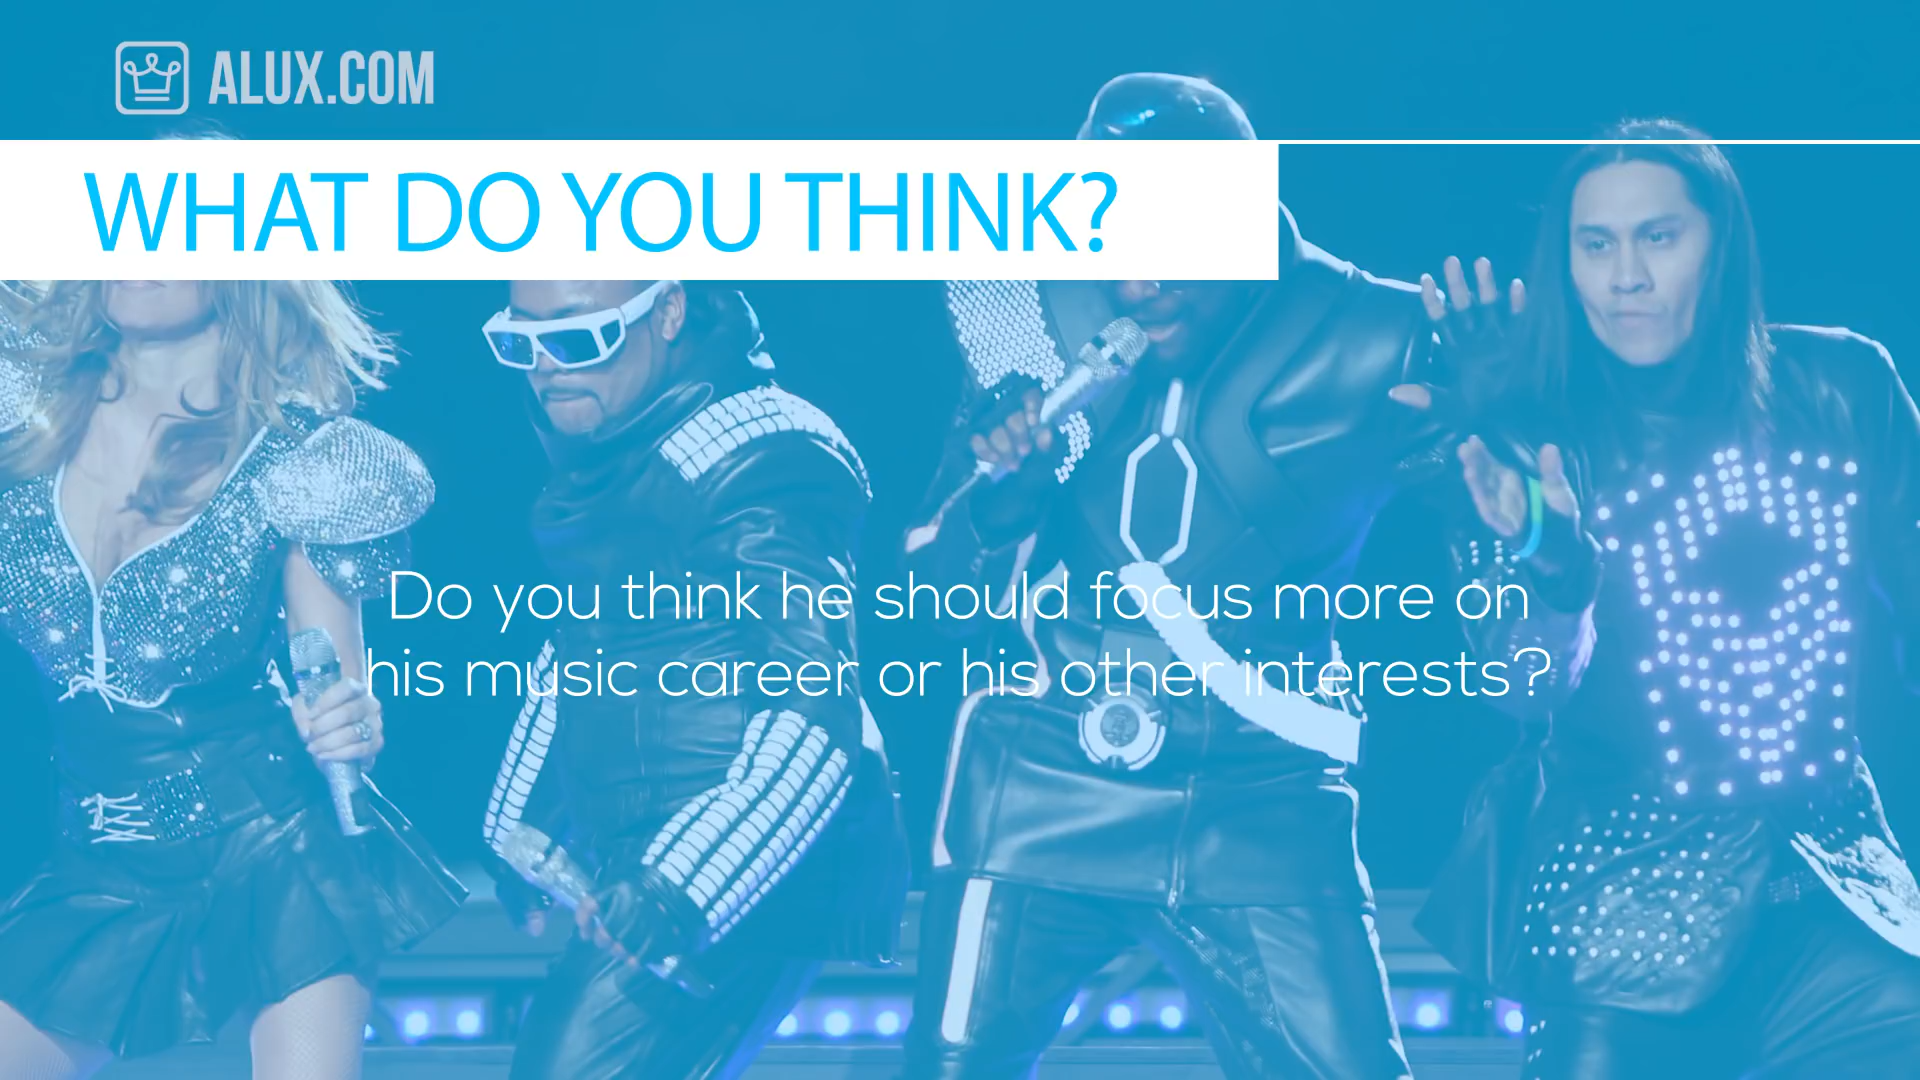 ALUX.COM
WHAT DO YOU THINK?
Do you think he should focus more on
his music career or his other interests?